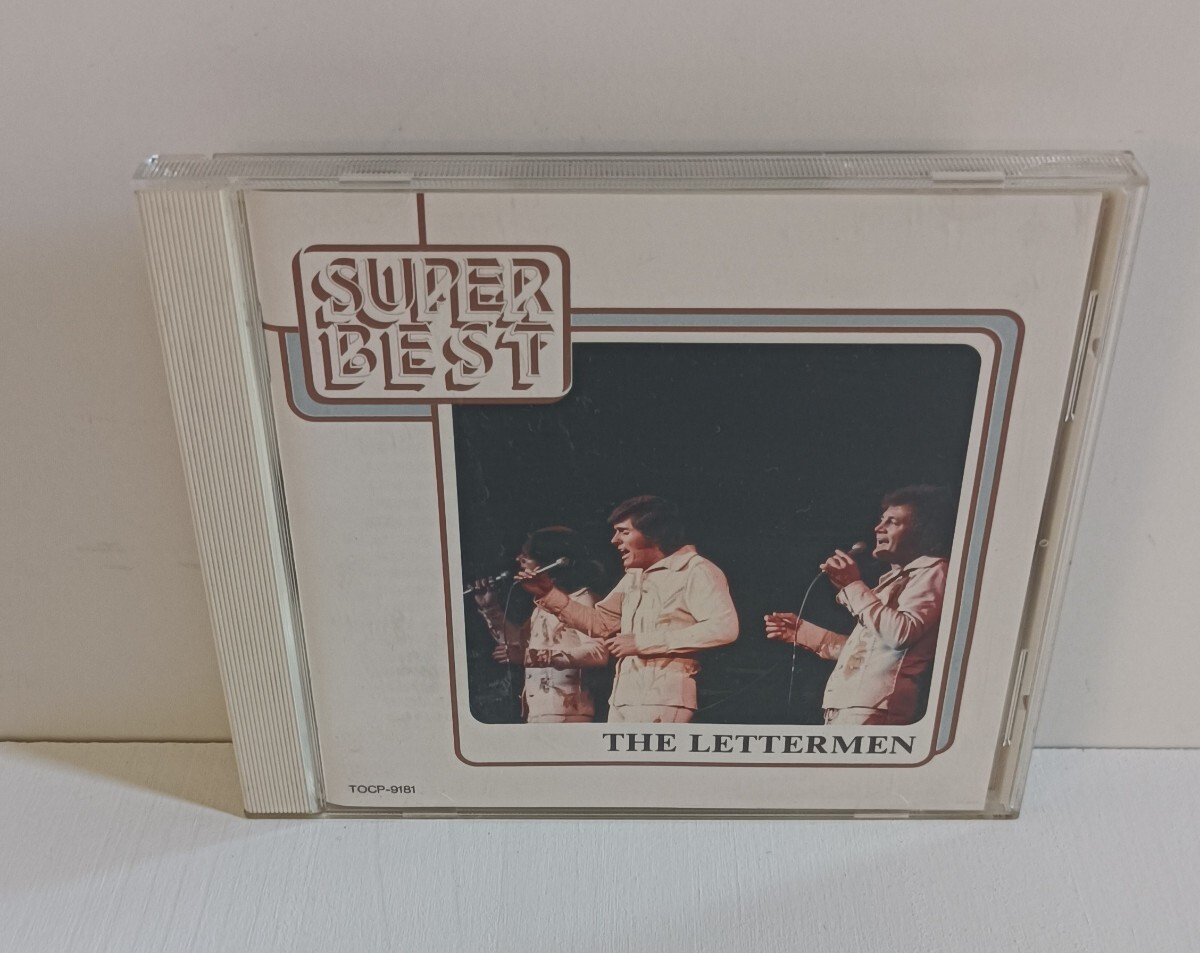 SUPER
BEST
THE LETTERMEN
TOCP-9181